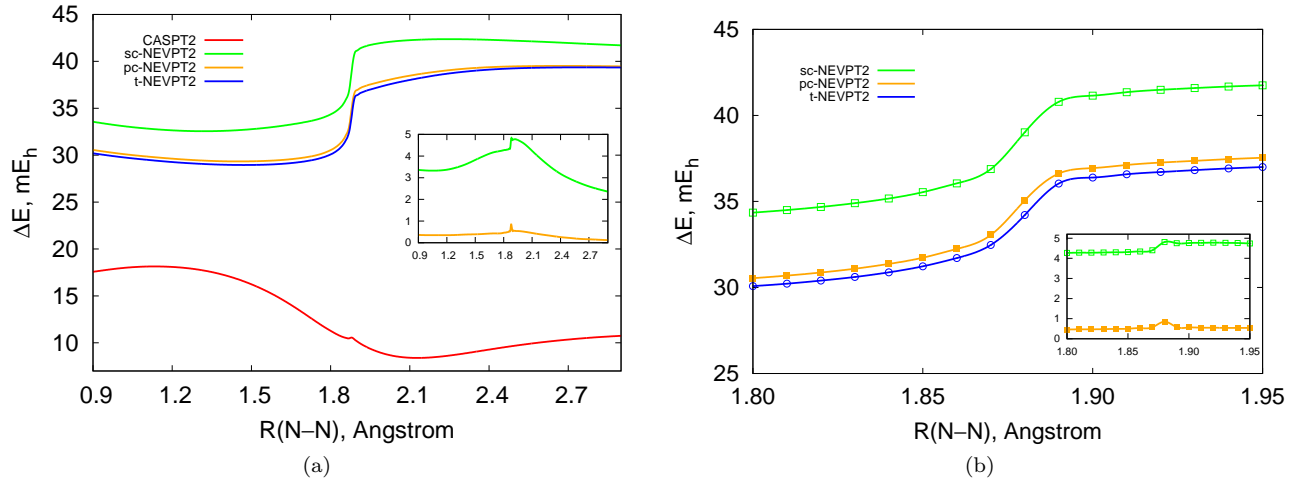 45
40
35
30
25
20
15
10
ΔE, mE_h
CASPT2
sc-NEVPT2
pc-NEVPT2
t-NEVPT2
5
4
3
2
1
0
0.9 1.2 1.5 1.8 2.1 2.4 2.7
0.9 1.2 1.5 1.8 2.1 2.4 2.7
R(N–N), Angstrom
(a)
45
40
35
30
25
ΔE, mE_h
sc-NEVPT2
pc-NEVPT2
t-NEVPT2
5
4
3
2
1
0
1.80 1.85 1.90 1.95
1.80 1.85 1.90 1.95
R(N–N), Angstrom
(b)